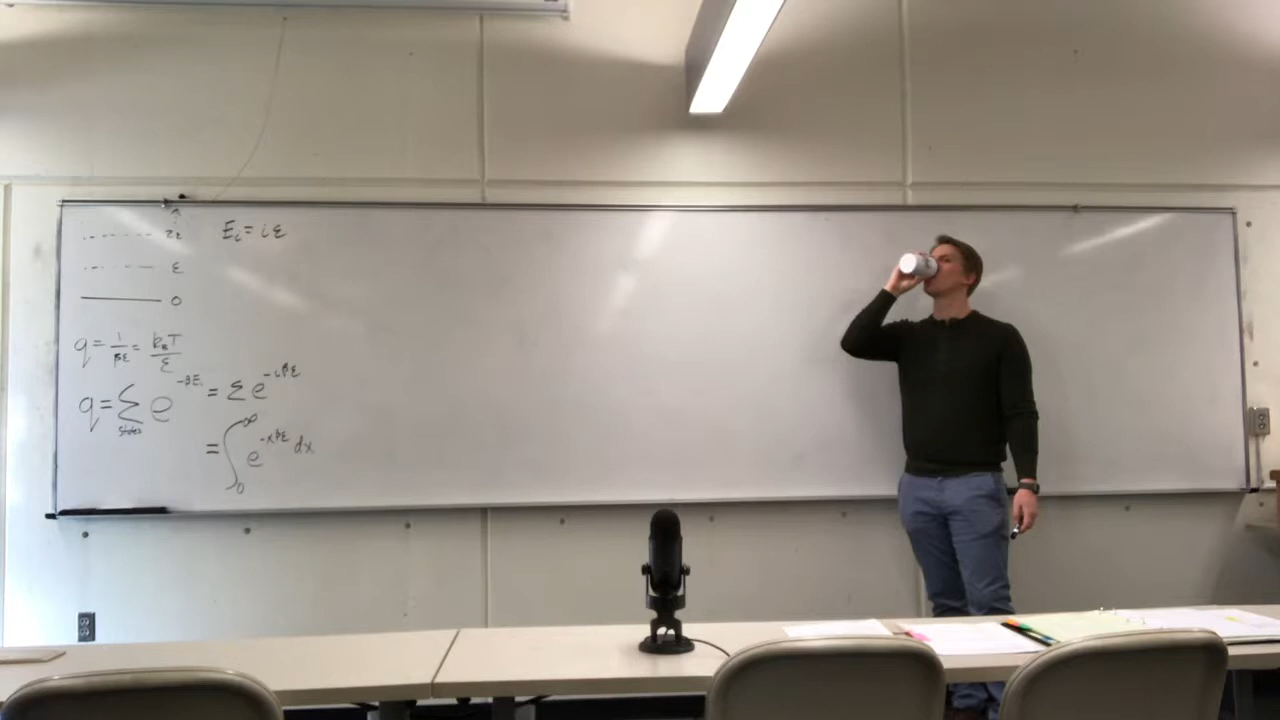 2ε
E_i = iε
ε
0
q = 1/βε = k_BT/ε
q = Σ_states e^(-βE_i) = Σ e^(-iβε)
= ∫_0^∞ e^(-xβε) dx